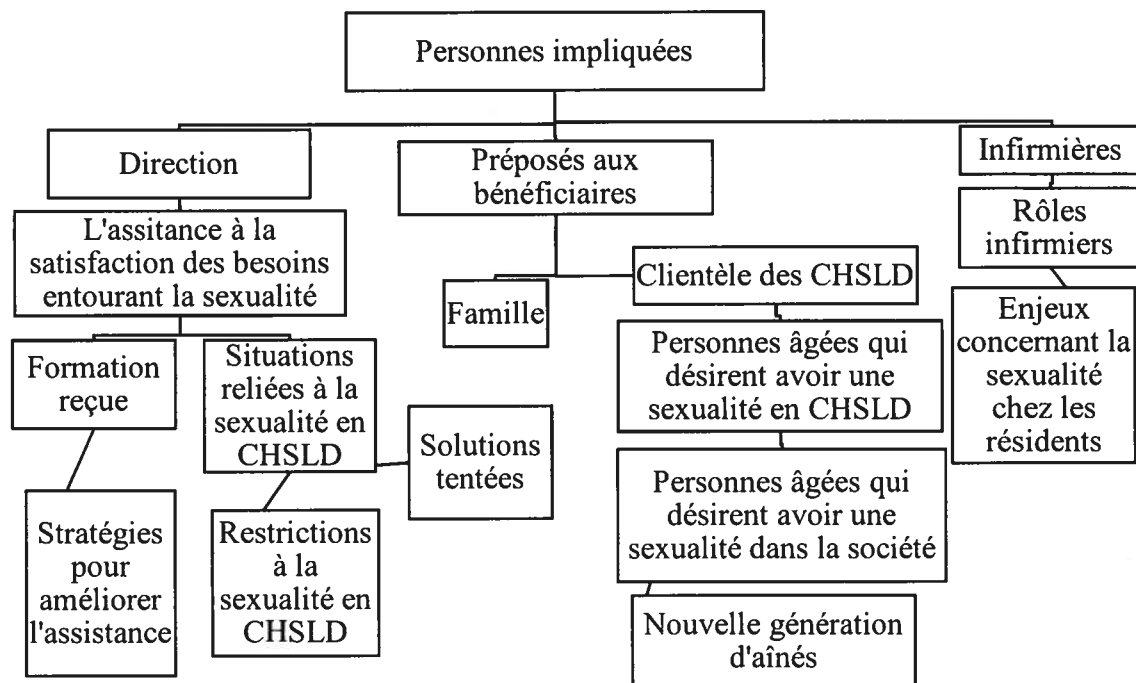 Personnes impliquées
Direction
Préposés aux
bénéficiaires
Infirmières
L'assitance à la
satisfaction des besoins
entourant la sexualité
Rôles
infirmiers
Famille
Clientèle des CHSLD
Enjeux
concernant la
sexualité
chez les
résidents
Formation
reçue
Situations
reliées à la
sexualité en
CHSLD
Personnes âgées qui
désirent avoir une
sexualité en CHSLD
Solutions
tentées
Personnes âgées qui
désirent avoir une
sexualité dans la société
Stratégies
pour
améliorer
l'assistance
Restrictions
à la
sexualité en
CHSLD
Nouvelle génération
d'aînés